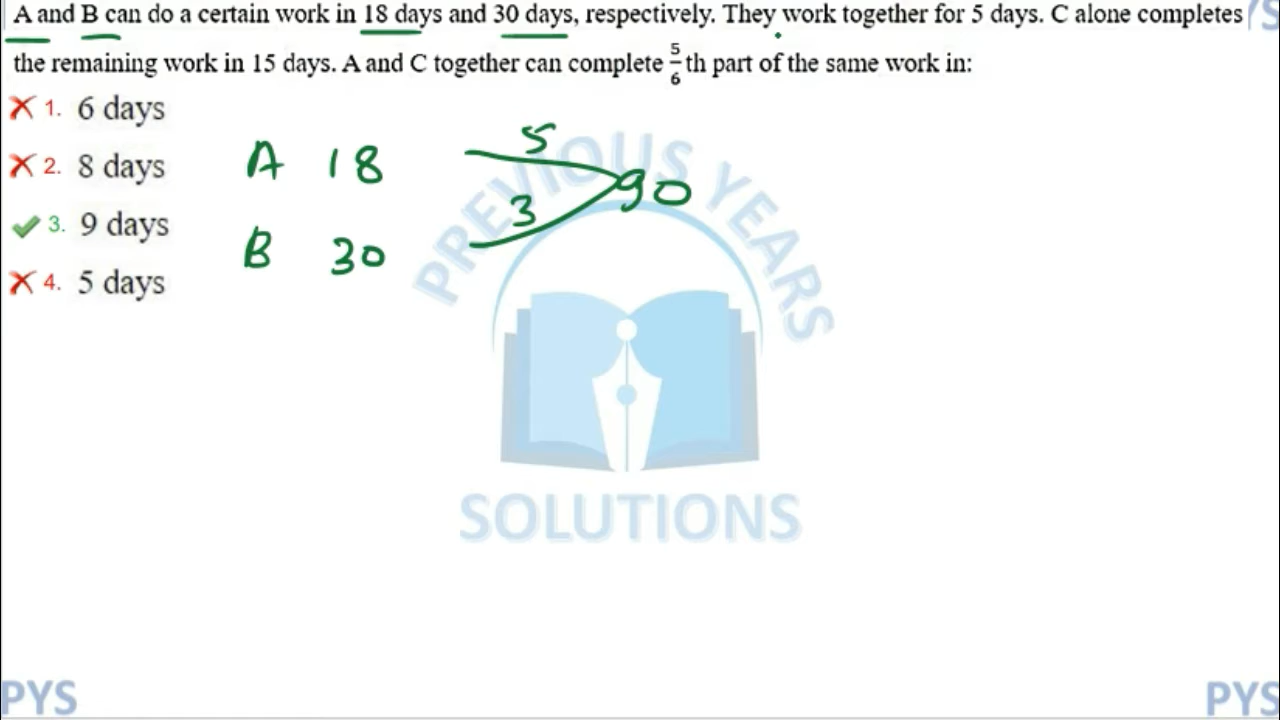 A and B can do a certain work in 18 days and 30 days, respectively. They work together for 5 days. C alone completes
the remaining work in 15 days. A and C together can complete 5/6 th part of the same work in:
1. 6 days
2. 8 days
3. 9 days
4. 5 days
A 18 5 90
B 30 3
PREVIOUS YEARS
SOLUTIONS
PYS
PYS
YS